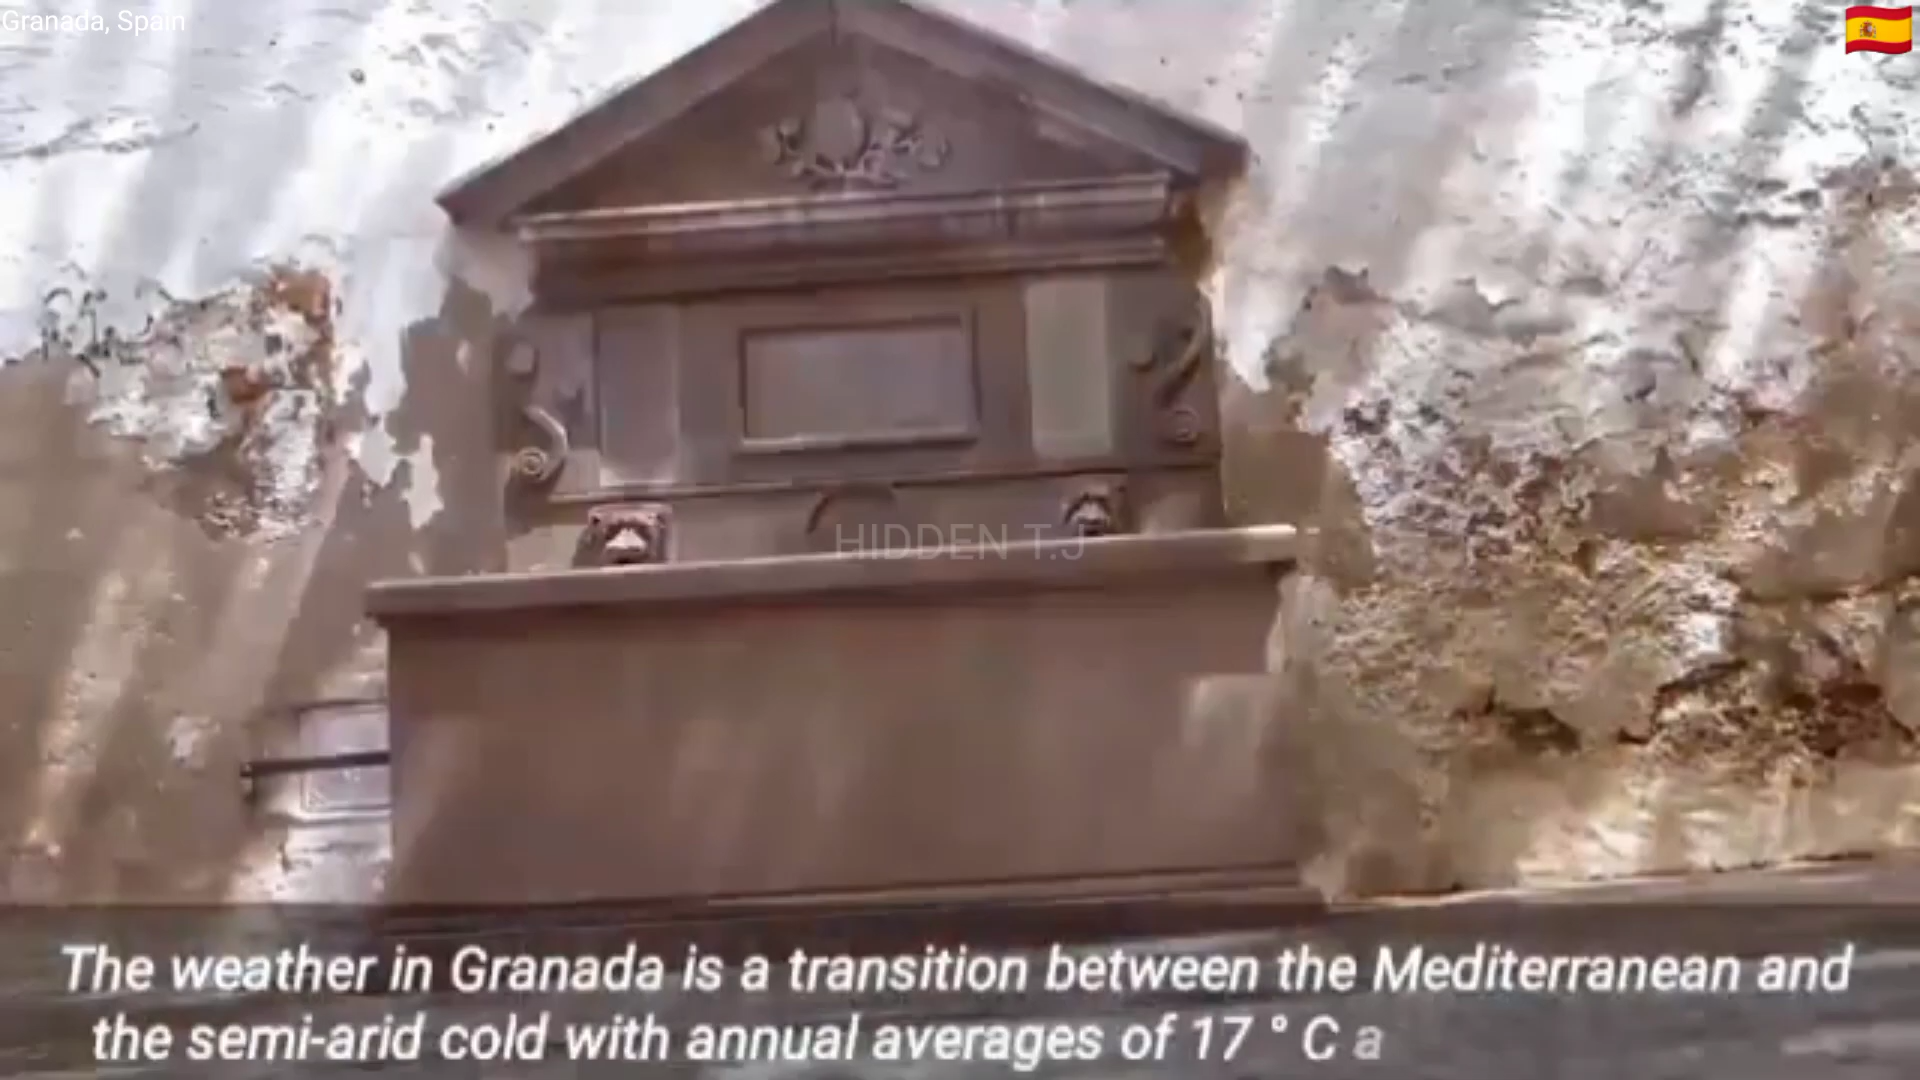 Granada, Spain
HIDDEN T.J
The weather in Granada is a transition between the Mediterranean and
the semi-arid cold with annual averages of 17 ° C a